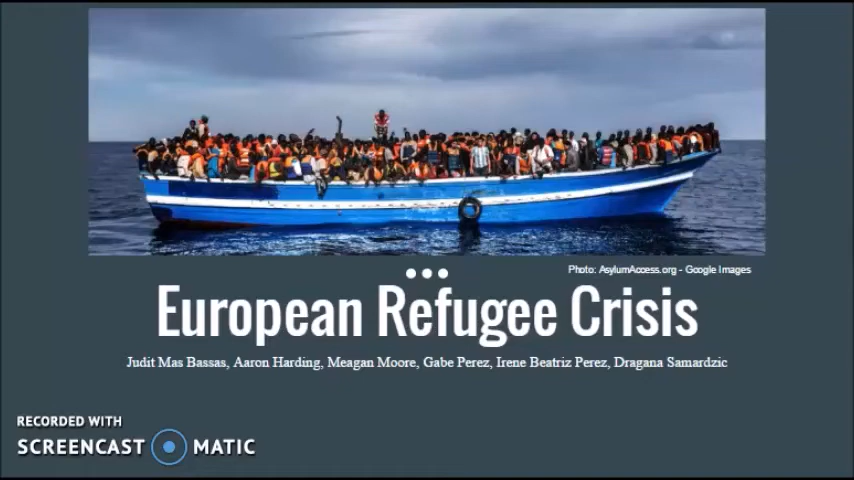 Photo: AsylumAccess.org - Google Images
European Refugee Crisis
Judit Mas Bassas, Aaron Harding, Meagan Moore, Gabe Perez, Irene Beatriz Perez, Dragana Samardzic
RECORDED WITH
SCREENCAST MATIC